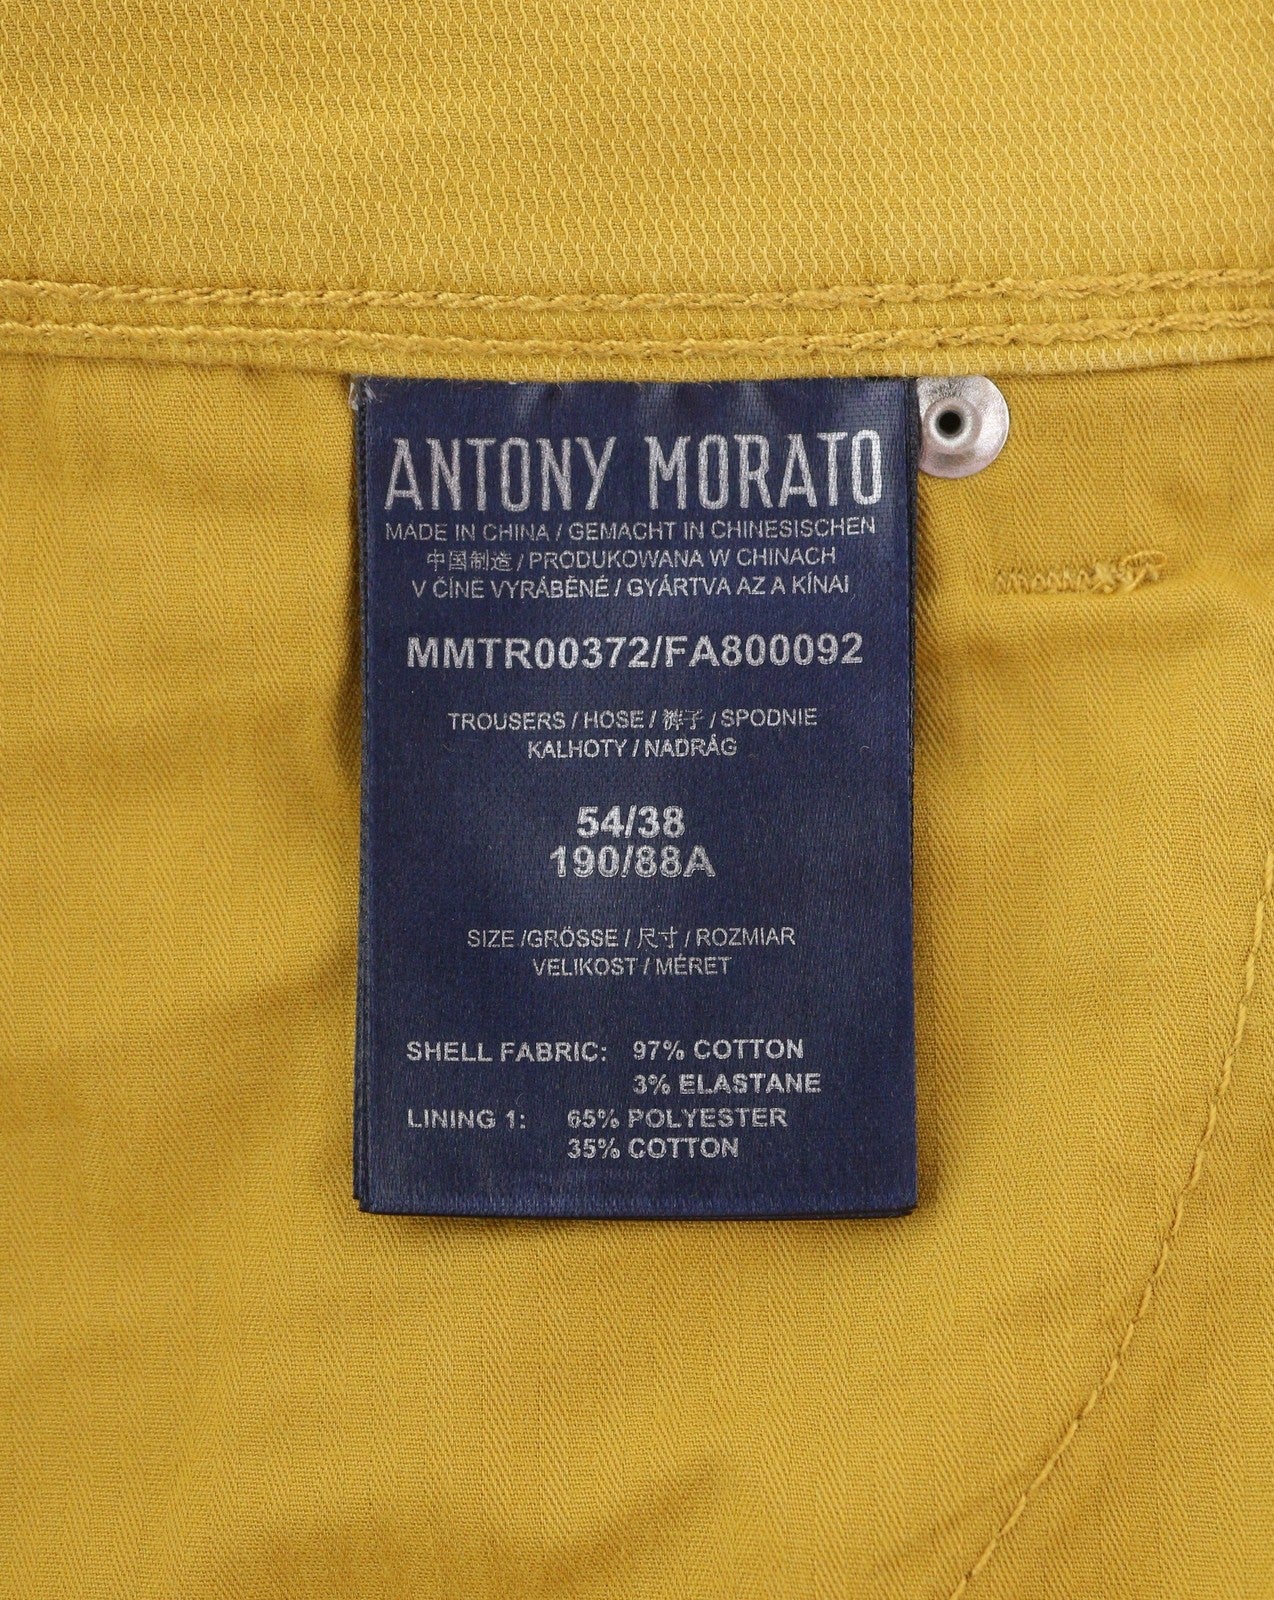 ANTONY MORATO
MADE IN CHINA / GEMACHT IN CHINESISCHEN
中国制造 / PRODUKOWANA W CHINACH
V ČÍNE VYRÁBĚNÉ / GYÁRTVA AZ A KÍNAI
MMTR00372/FA800092
TROUSERS / HOSE / 裤子 / SPODNIE
KALHOTY / NADRÁG
54/38
190/88A
SIZE /GRÖSSE / 尺寸 / ROZMIAR
VELIKOST / MÉRET
SHELL FABRIC: 97% COTTON
3% ELASTANE
LINING 1: 65% POLYESTER
35% COTTON